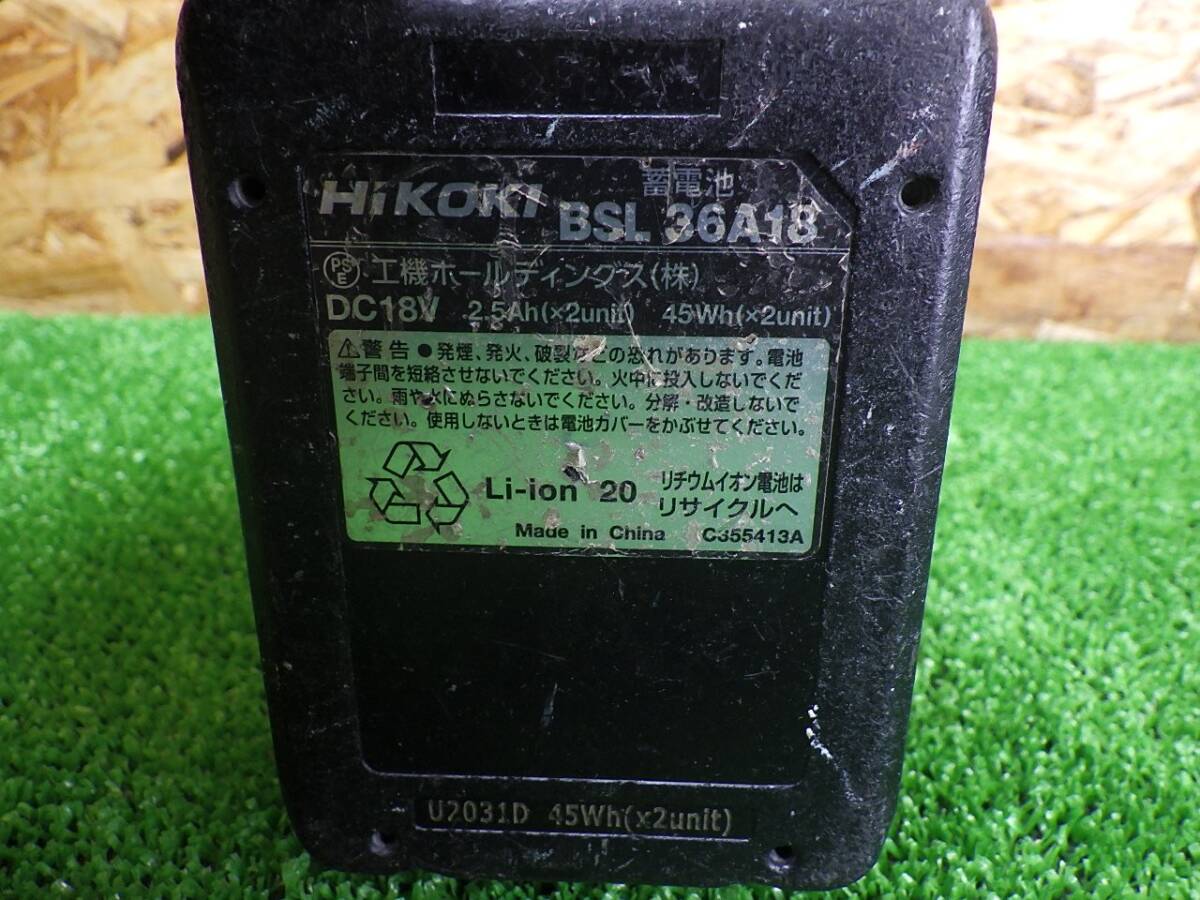 蓄電池
HiKOKI BSL 36A18
PSE 工機ホールディングス(株)
DC18V 2.5Ah(×2unit) 45Wh(×2unit)
⚠警告 ●発煙、発火、破裂などの恐れがあります。電池
端子間を短絡させないでください。火中に投入しないでくだ
さい。雨や水にぬらさないでください。分解・改造しないで
ください。使用しないときは電池カバーをかぶせてください。
Li-ion 20 リチウムイオン電池は
リサイクルへ
Made in China C355413A
U2031D 45Wh(x2unit)